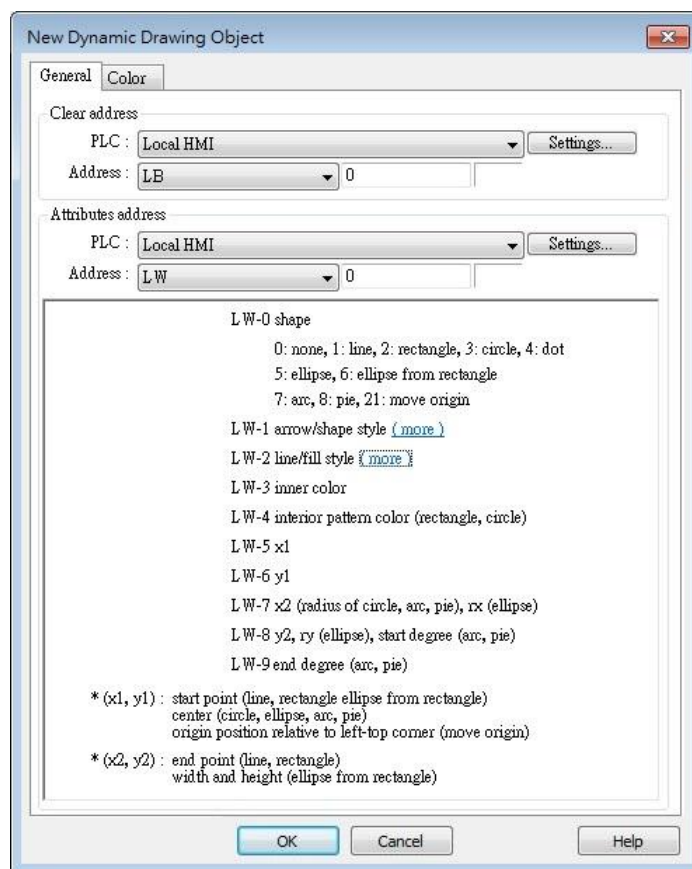 New Dynamic Drawing Object
General Color
Clear address
PLC : Local HMI Settings...
Address : LB 0
Attributes address
PLC : Local HMI Settings...
Address : LW 0
LW-0 shape
0: none, 1: line, 2: rectangle, 3: circle, 4: dot
5: ellipse, 6: ellipse from rectangle
7: arc, 8: pie, 21: move origin
LW-1 arrow/shape style ( more )
LW-2 line/fill style ( more )
LW-3 inner color
LW-4 interior pattern color (rectangle, circle)
LW-5 x1
LW-6 y1
LW-7 x2 (radius of circle, arc, pie), rx (ellipse)
LW-8 y2, ry (ellipse), start degree (arc, pie)
LW-9 end degree (arc, pie)
* (x1, y1) : start point (line, rectangle ellipse from rectangle)
center (circle, ellipse, arc, pie)
origin position relative to left-top corner (move origin)
* (x2, y2) : end point (line, rectangle)
width and height (ellipse from rectangle)
OK Cancel Help